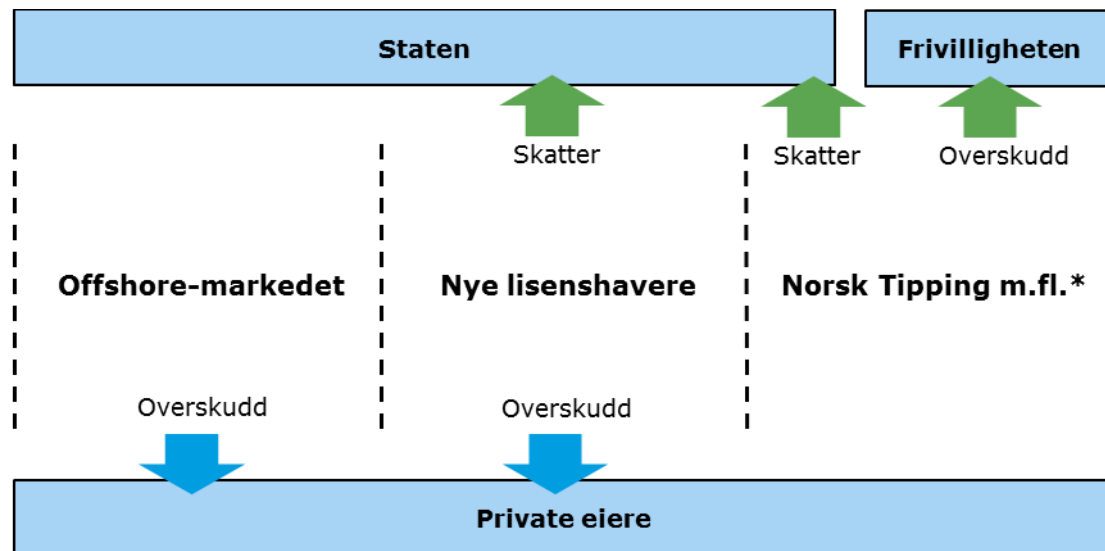 Staten
Frivilligheten
Skatter
Skatter
Overskudd
Offshore-markedet
Nye lisenshavere
Norsk Tipping m.fl.*
Overskudd
Overskudd
Private eiere